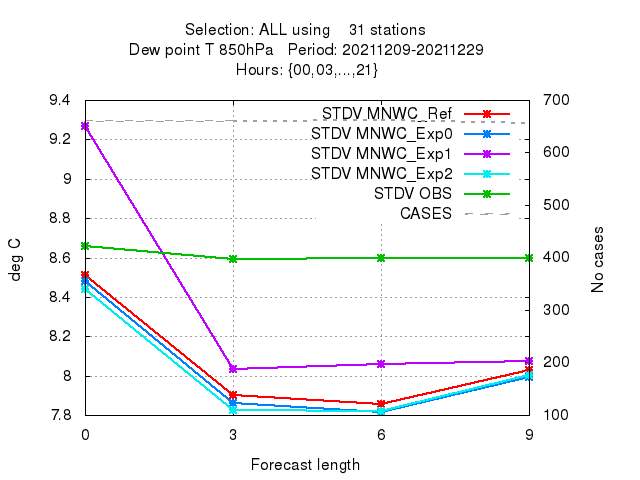 Selection: ALL using    31 stations
Dew point T 850hPa   Period: 20211209-20211229
Hours: {00,03,...,21}
STDV MNWC_Ref
STDV MNWC_Exp0
STDV MNWC_Exp1
STDV MNWC_Exp2
STDV OBS
CASES
9.4
9.2
9
8.8
8.6
8.4
8.2
8
7.8
deg C
700
600
500
400
300
200
100
No cases
0 3 6 9
Forecast length